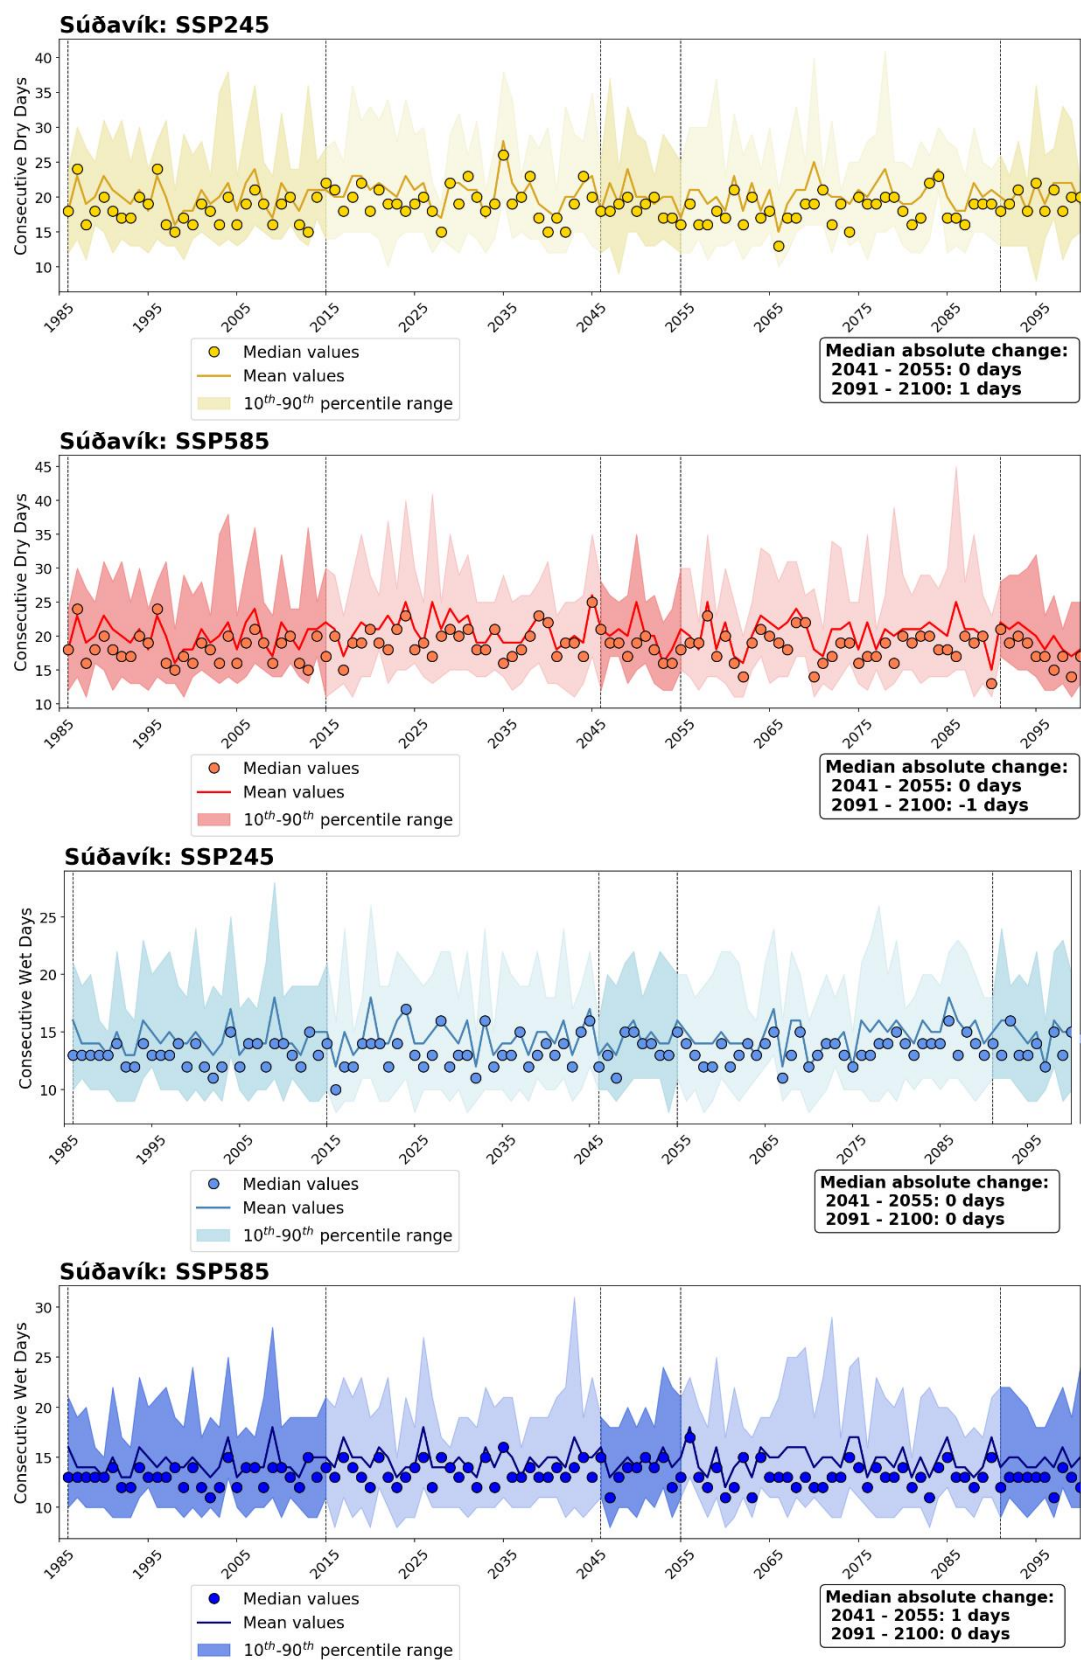 Súðavík: SSP245
Consecutive Dry Days
40
35
30
25
20
15
10
1985
1995
2005
2015
2025
2035
2045
2055
2065
2075
2085
2095
Median values
Mean values
10th-90th percentile range
Median absolute change:
2041 - 2055: 0 days
2091 - 2100: 1 days
Súðavík: SSP585
Consecutive Dry Days
45
40
35
30
25
20
15
10
1985
1995
2005
2015
2025
2035
2045
2055
2065
2075
2085
2095
Median values
Mean values
10th-90th percentile range
Median absolute change:
2041 - 2055: 0 days
2091 - 2100: -1 days
Súðavík: SSP245
Consecutive Wet Days
25
20
15
10
1985
1995
2005
2015
2025
2035
2045
2055
2065
2075
2085
2095
Median values
Mean values
10th-90th percentile range
Median absolute change:
2041 - 2055: 0 days
2091 - 2100: 0 days
Súðavík: SSP585
Consecutive Wet Days
30
25
20
15
10
1985
1995
2005
2015
2025
2035
2045
2055
2065
2075
2085
2095
Median values
Mean values
10th-90th percentile range
Median absolute change:
2041 - 2055: 1 days
2091 - 2100: 0 days